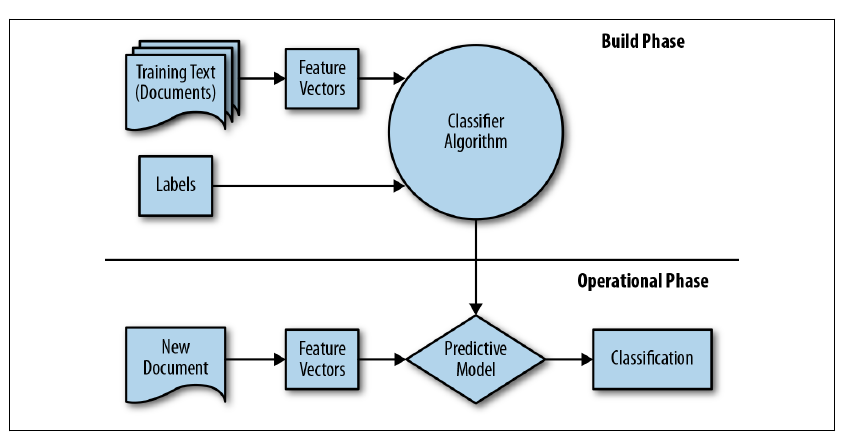 Build Phase
Training Text
(Documents)
Feature
Vectors
Classifier
Algorithm
Labels
Operational Phase
New
Document
Feature
Vectors
Predictive
Model
Classification